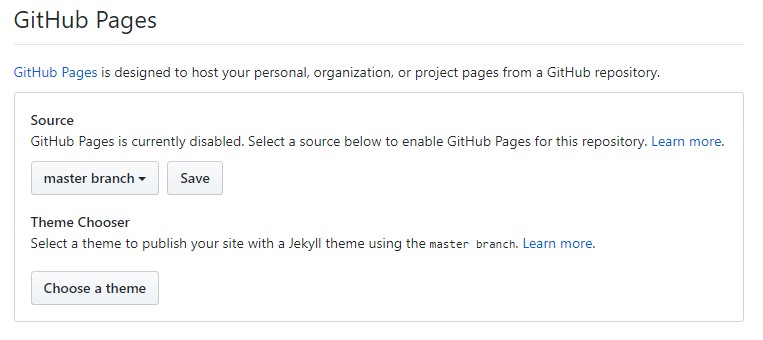 GitHub Pages
GitHub Pages is designed to host your personal, organization, or project pages from a GitHub repository.
Source
GitHub Pages is currently disabled. Select a source below to enable GitHub Pages for this repository. Learn more.
master branch Save
Theme Chooser
Select a theme to publish your site with a Jekyll theme using the master branch. Learn more.
Choose a theme